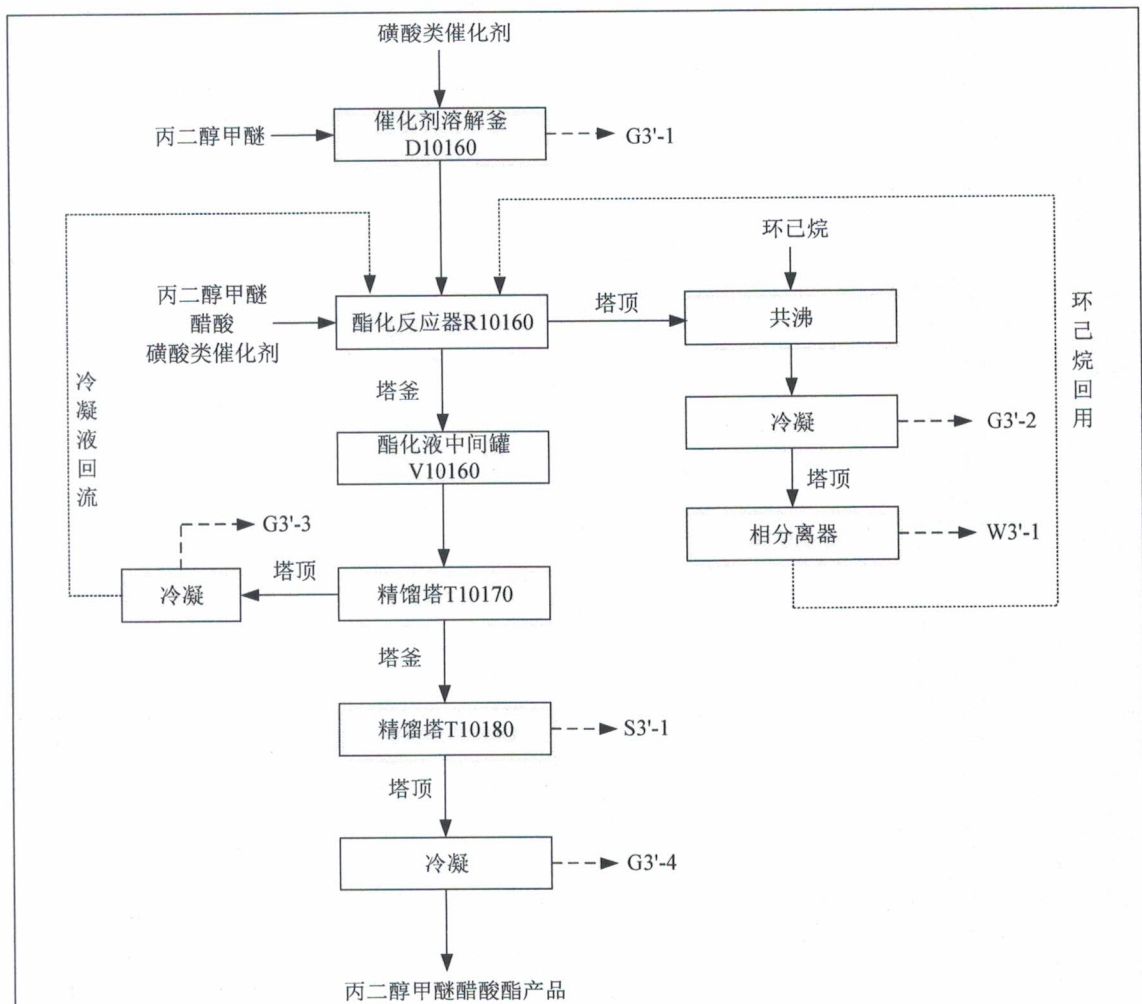 磺酸类催化剂
丙二醇甲醚
催化剂溶解釜
D10160
G3'-1
环己烷
丙二醇甲醚
醋酸
磺酸类催化剂
酯化反应器R10160
塔顶
共沸
环己烷回用
冷凝液回流
塔釜
冷凝
G3'-2
酯化液中间罐
V10160
塔顶
G3'-3
相分离器
W3'-1
冷凝
塔顶
精馏塔T10170
塔釜
精馏塔T10180
S3'-1
塔顶
冷凝
G3'-4
丙二醇甲醚醋酸酯产品